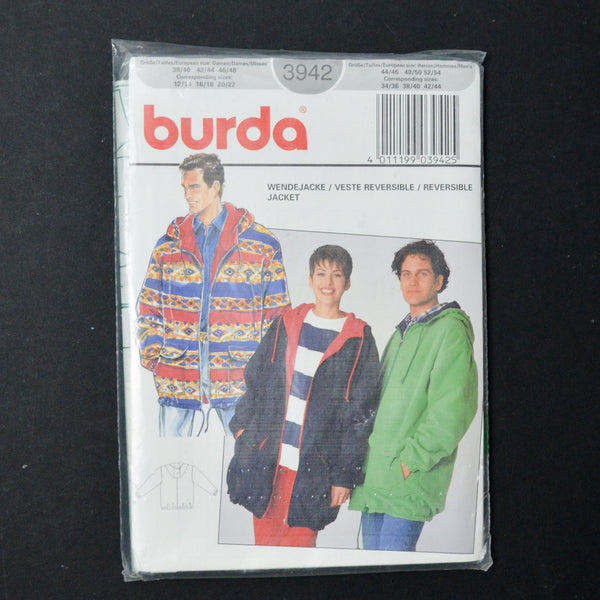 Größe/Tailles/European size: Damen/Dames/Misses
38/40 42/44 46/48
Corresponding sizes:
12/14 16/18 20/22
3942
Größe/Tailles/European size: Herren/Hommes/Men's
44/46 48/50 52/54
Corresponding sizes:
34/36 38/40 42/44
burda®
4 011199 039425
WENDEJACKE / VESTE REVERSIBLE / REVERSIBLE
JACKET